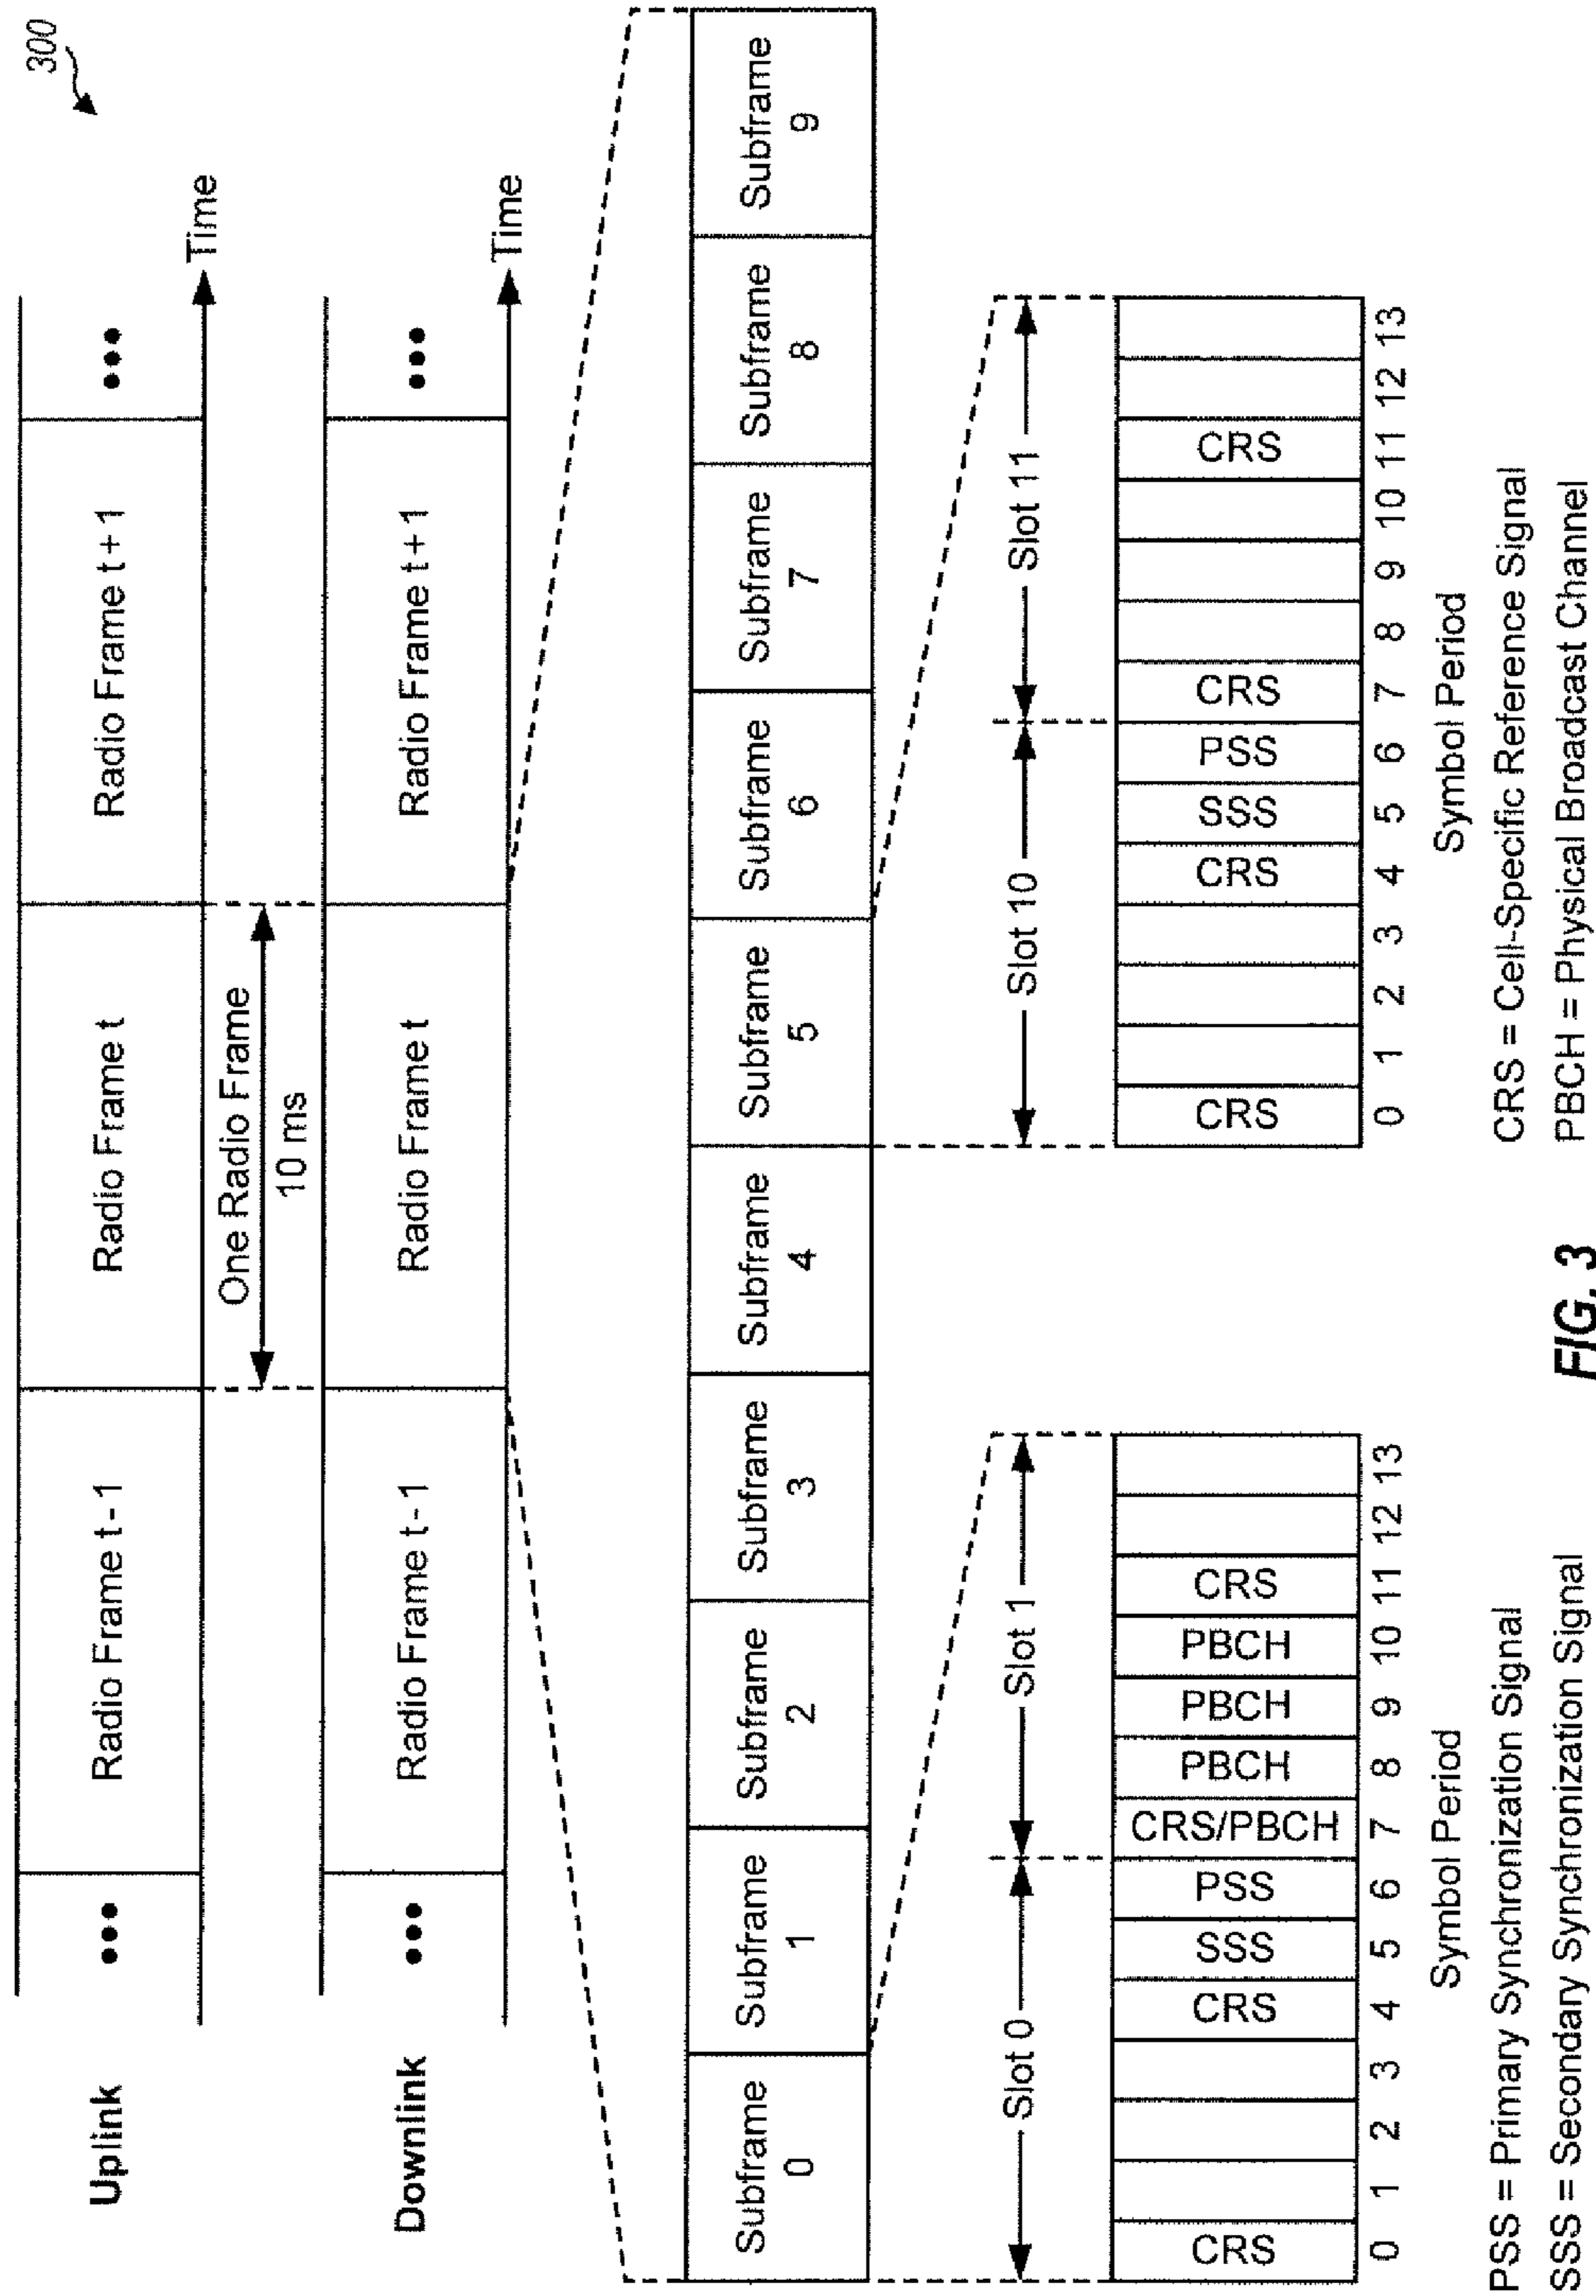 300
Uplink
••• Radio Frame t-1 Radio Frame t Radio Frame t+1 •••
Time
One Radio Frame
10 ms
Downlink
••• Radio Frame t-1 Radio Frame t Radio Frame t+1 •••
Time
Subframe 0 Subframe 1 Subframe 2 Subframe 3 Subframe 4 Subframe 5 Subframe 6 Subframe 7 Subframe 8 Subframe 9
Slot 0 Slot 1
CRS CRS SSS PSS CRS/PBCH PBCH PBCH PBCH CRS
0 1 2 3 4 5 6 7 8 9 10 11 12 13
Symbol Period
Slot 10 Slot 11
CRS CRS SSS PSS CRS CRS
0 1 2 3 4 5 6 7 8 9 10 11 12 13
Symbol Period
PSS = Primary Synchronization Signal
SSS = Secondary Synchronization Signal
CRS = Cell-Specific Reference Signal
PBCH = Physical Broadcast Channel
FIG. 3